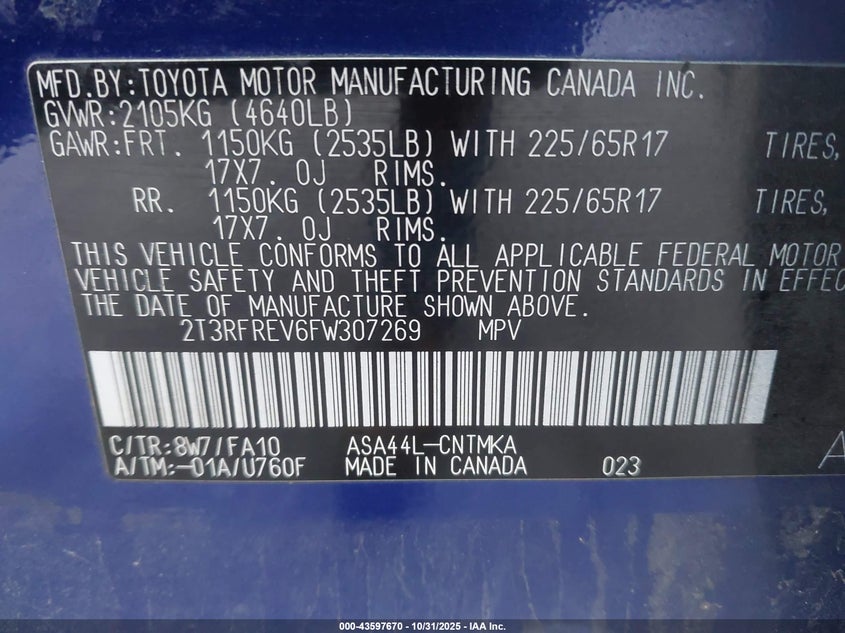 MFD.BY:TOYOTA MOTOR MANUFACTURING CANADA INC.
GVWR:2105KG (4640LB)
GAWR:FRT. 1150KG (2535LB) WITH 225/65R17 TIRES,
17X7.0J RIMS.
RR. 1150KG (2535LB) WITH 225/65R17 TIRES,
17X7.0J RIMS.
THIS VEHICLE CONFORMS TO ALL APPLICABLE FEDERAL MOTOR
VEHICLE SAFETY AND THEFT PREVENTION STANDARDS IN EFFEC
THE DATE OF MANUFACTURE SHOWN ABOVE.
2T3RFREV6FW307269 MPV
C/TR:8W7/FA10 ASA44L-CNTMKA
A/TM:-01A/U760F MADE IN CANADA 023
A
000-43597670 - 10/31/2025 - IAA Inc.